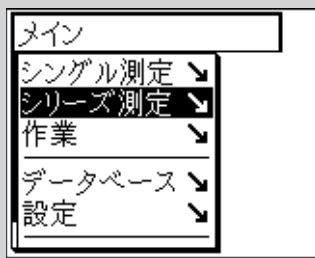 メイン
シングル測定
シリーズ測定
作業
データベース
設定